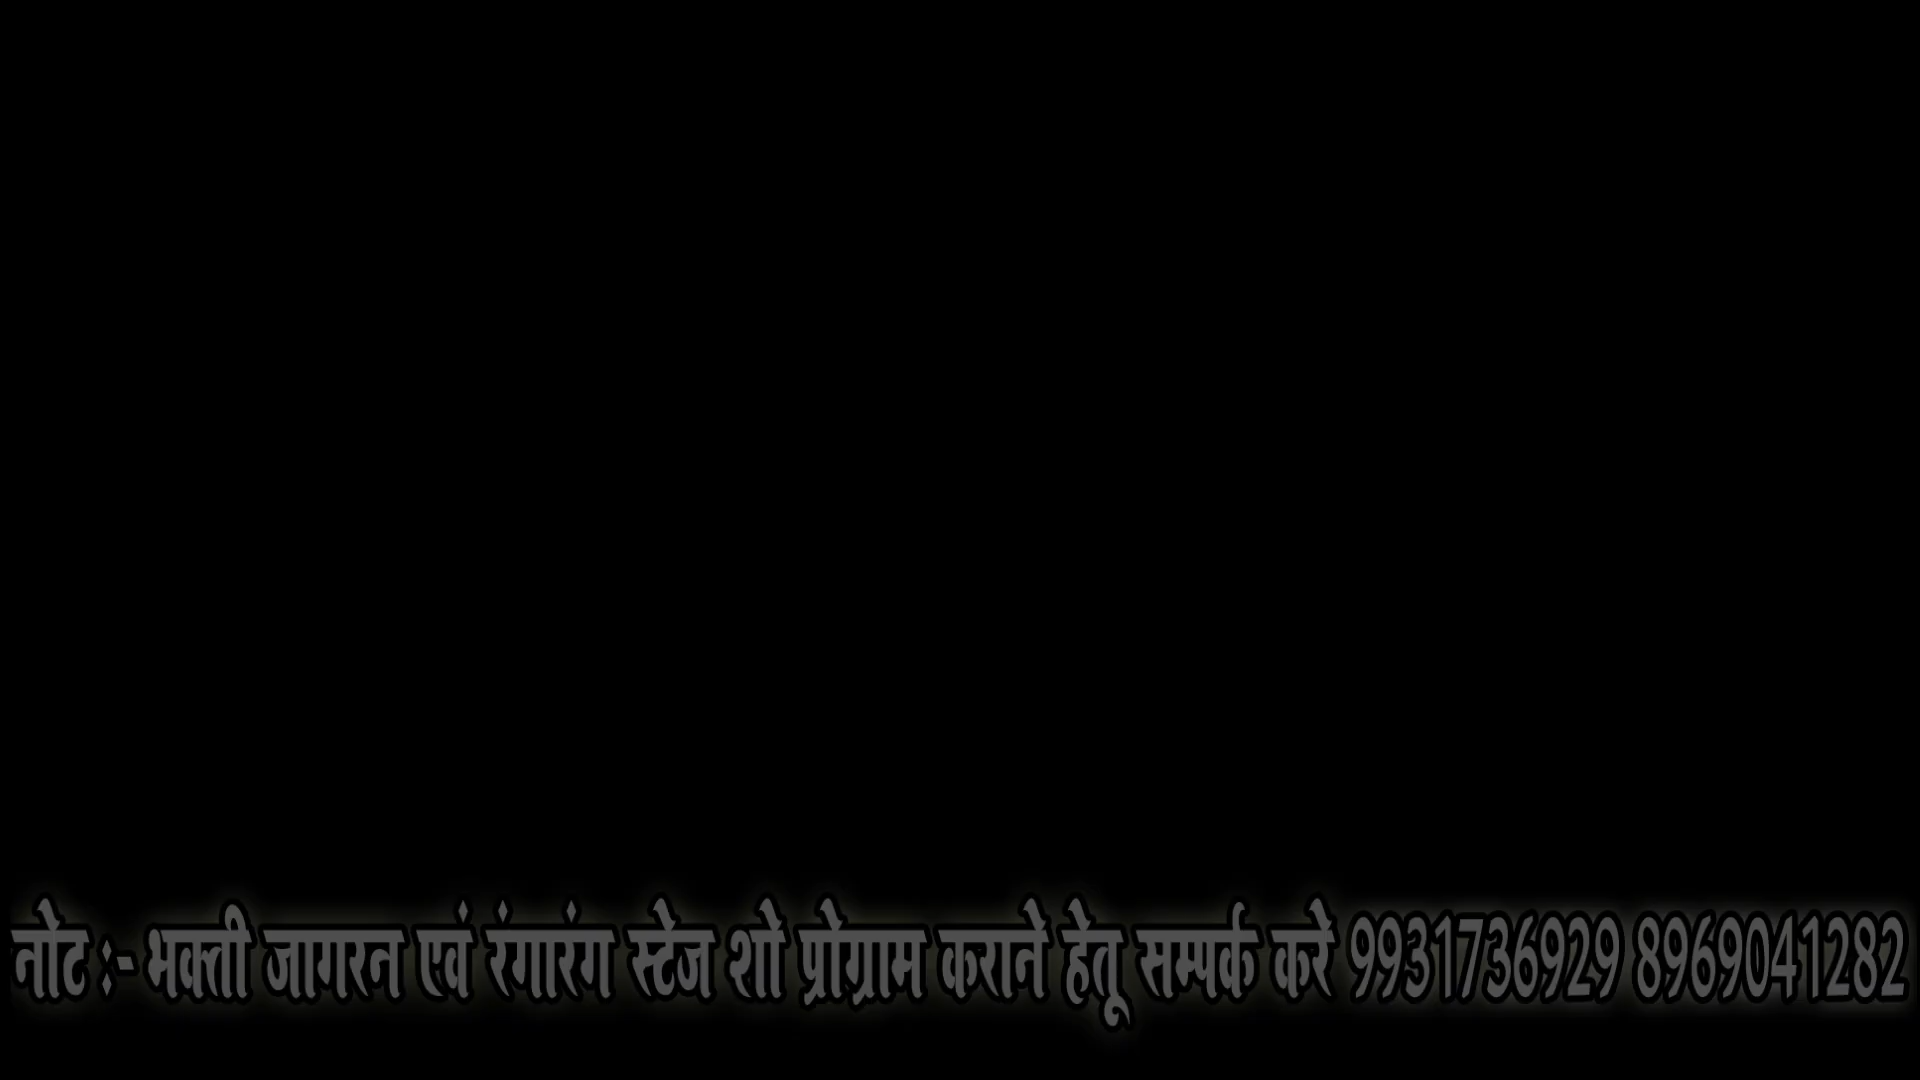 नोट :- भक्ती जागरन एवं रंगारंग स्टेज शो प्रोग्राम कराने हेतू सम्पर्क करे 9931736929 8969041282